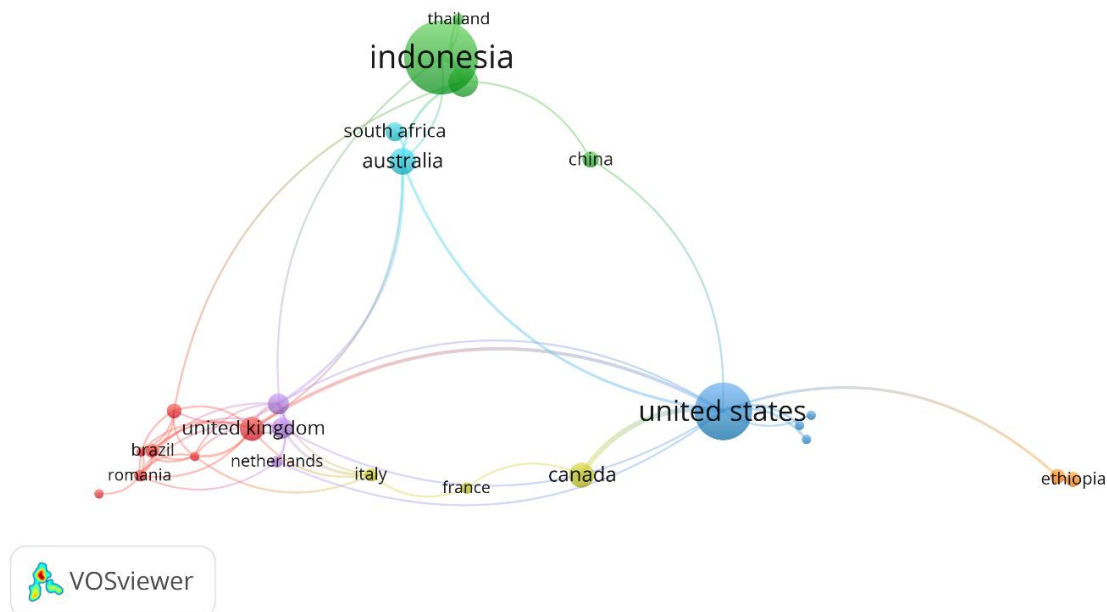 thailand
indonesia
south africa
australia
china
united states
united kingdom
brazil
netherlands
romania
italy
france
canada
ethiopia
VOSviewer